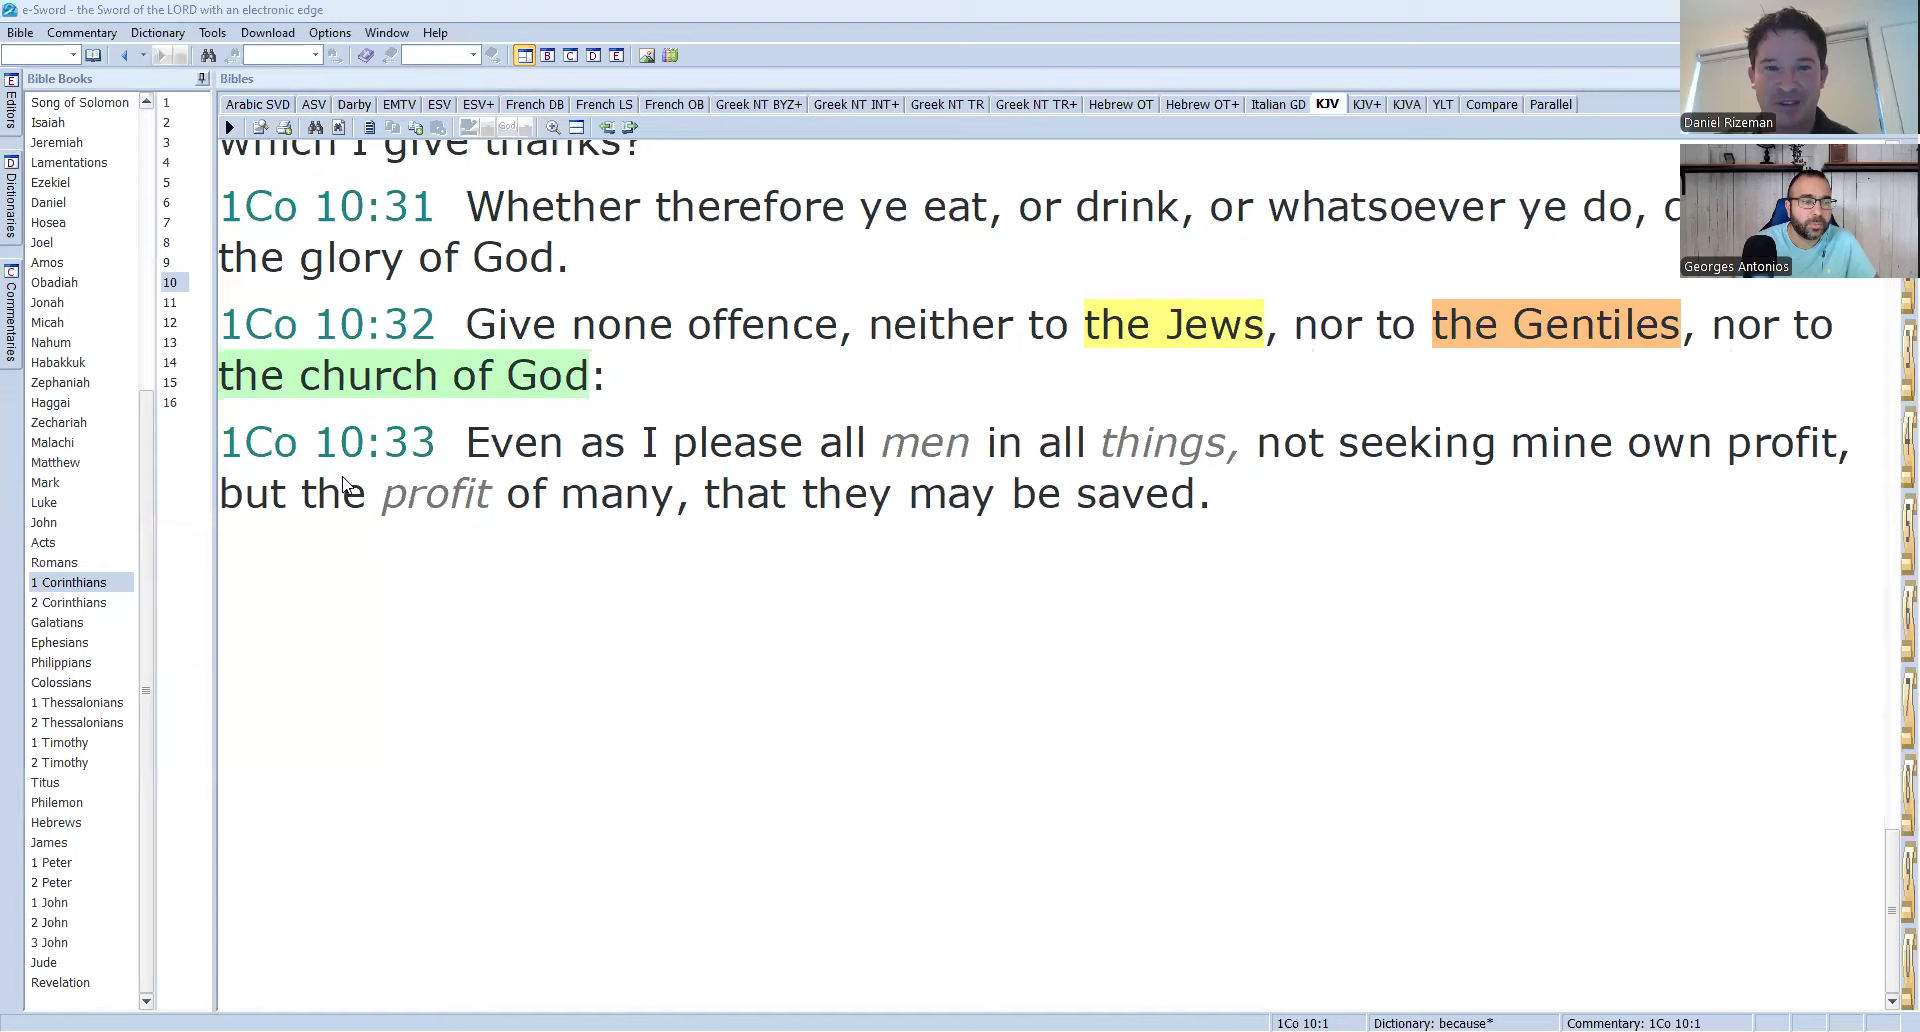 e-Sword - the Sword of the LORD with an electronic edge
Bible Commentary Dictionary Tools Download Options Window Help
B C D E
Bible Books
Bibles
Editors
Dictionaries
Commentaries
Song of Solomon
Isaiah
Jeremiah
Lamentations
Ezekiel
Daniel
Hosea
Joel
Amos
Obadiah
Jonah
Micah
Nahum
Habakkuk
Zephaniah
Haggai
Zechariah
Malachi
Matthew
Mark
Luke
John
Acts
Romans
1 Corinthians
2 Corinthians
Galatians
Ephesians
Philippians
Colossians
1 Thessalonians
2 Thessalonians
1 Timothy
2 Timothy
Titus
Philemon
Hebrews
James
1 Peter
2 Peter
1 John
2 John
3 John
Jude
Revelation
1
2
3
4
5
6
7
8
9
10
11
12
13
14
15
16
Arabic SVD ASV Darby EMTV ESV ESV+ French DB French LS French OB Greek NT BYZ+ Greek NT INT+ Greek NT TR Greek NT TR+ Hebrew OT Hebrew OT+ Italian GD KJV KJV+ KJVA YLT Compare Parallel
God
which I give thanks?
1Co 10:31 Whether therefore ye eat, or drink, or whatsoever ye do,
the glory of God.
1Co 10:32 Give none offence, neither to the Jews, nor to the Gentiles, nor to
the church of God:
1Co 10:33 Even as I please all men in all things, not seeking mine own profit,
but the profit of many, that they may be saved.
Daniel Rizeman
Georges Antonios
1Co 10:1 Dictionary: because* Commentary: 1Co 10:1